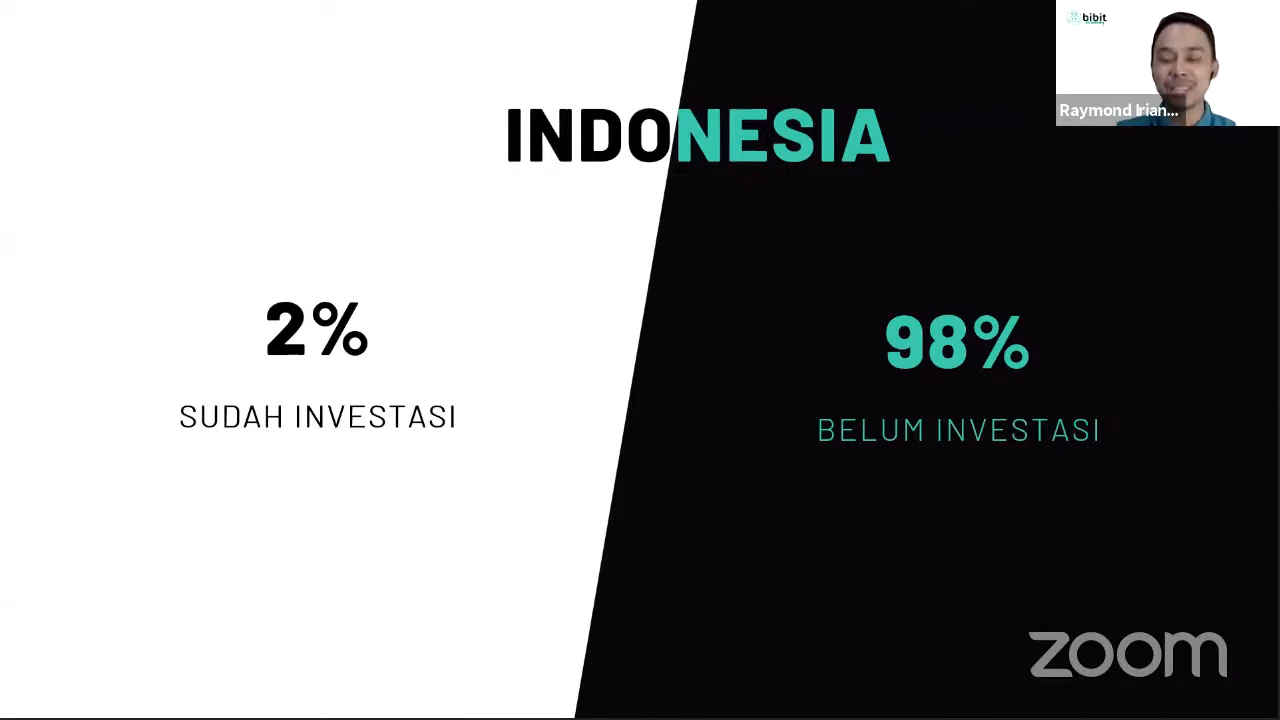 bibit
Raymond Irian...
INDONESIA
2%
SUDAH INVESTASI
98%
BELUM INVESTASI
zoom